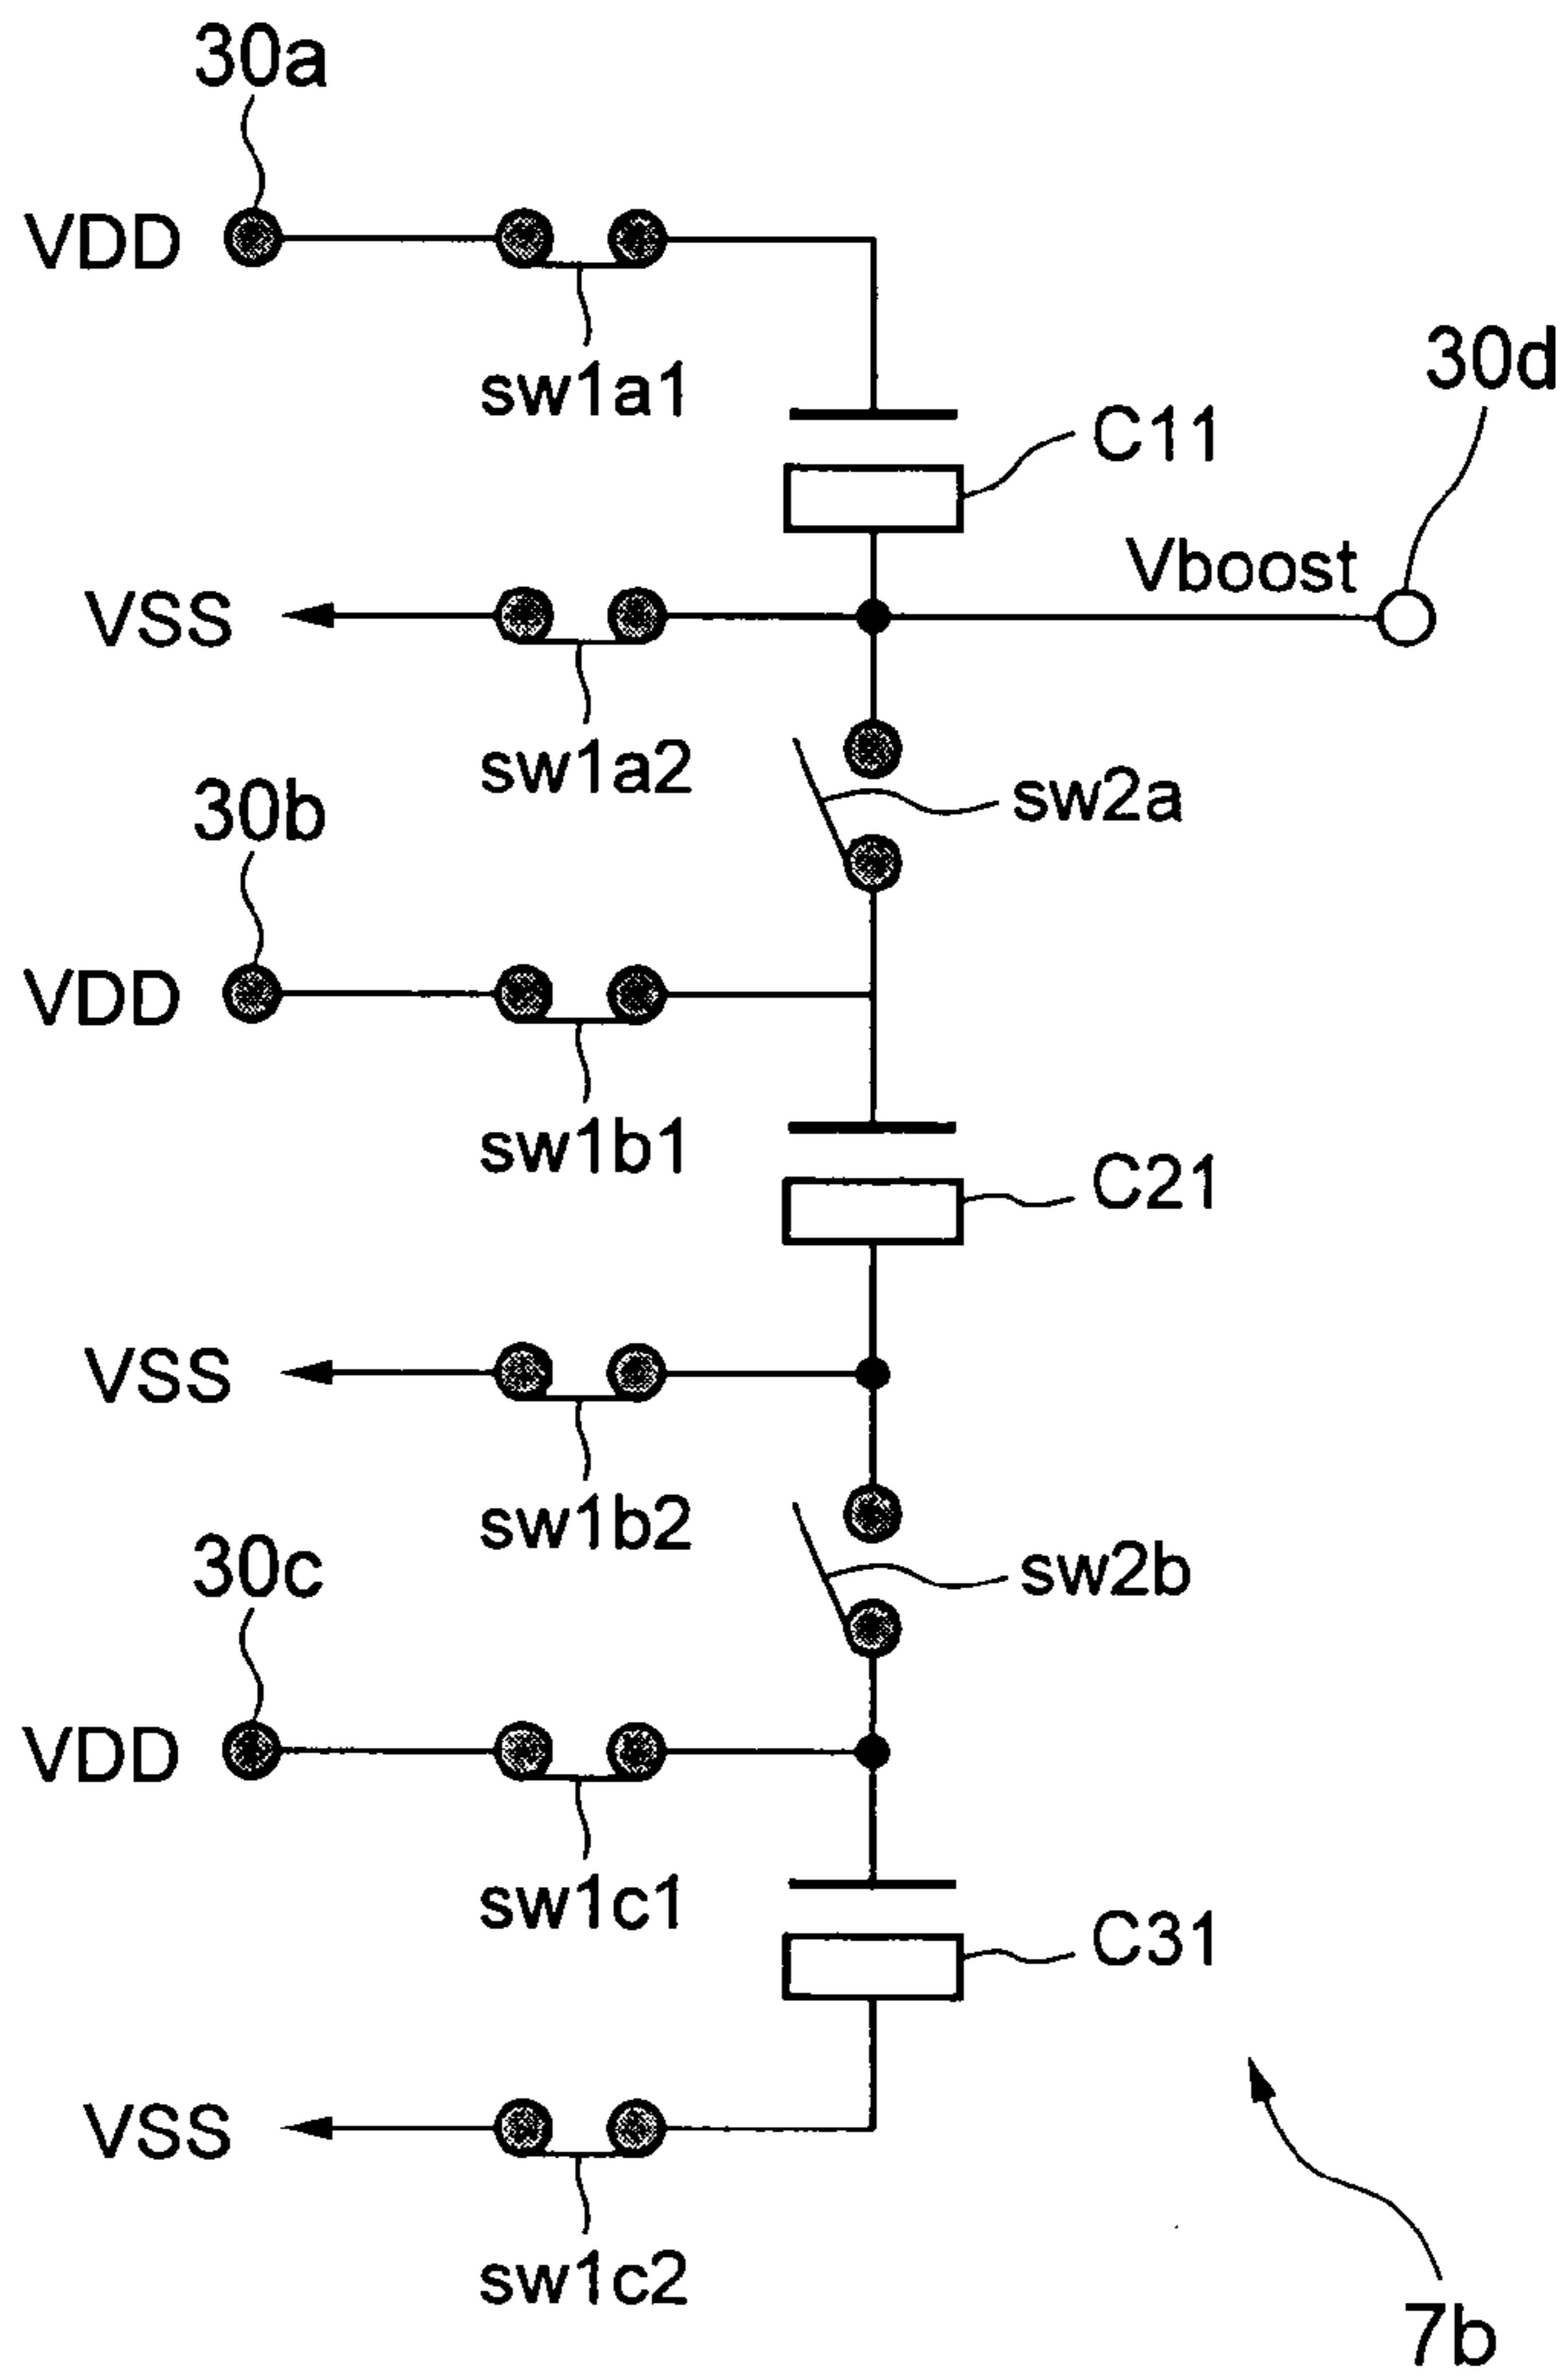 30a
VDD
sw1a1
30d
C11
Vboost
VSS
sw1a2
sw2a
30b
VDD
sw1b1
C21
VSS
sw1b2
sw2b
30c
VDD
sw1c1
C31
VSS
sw1c2
7b